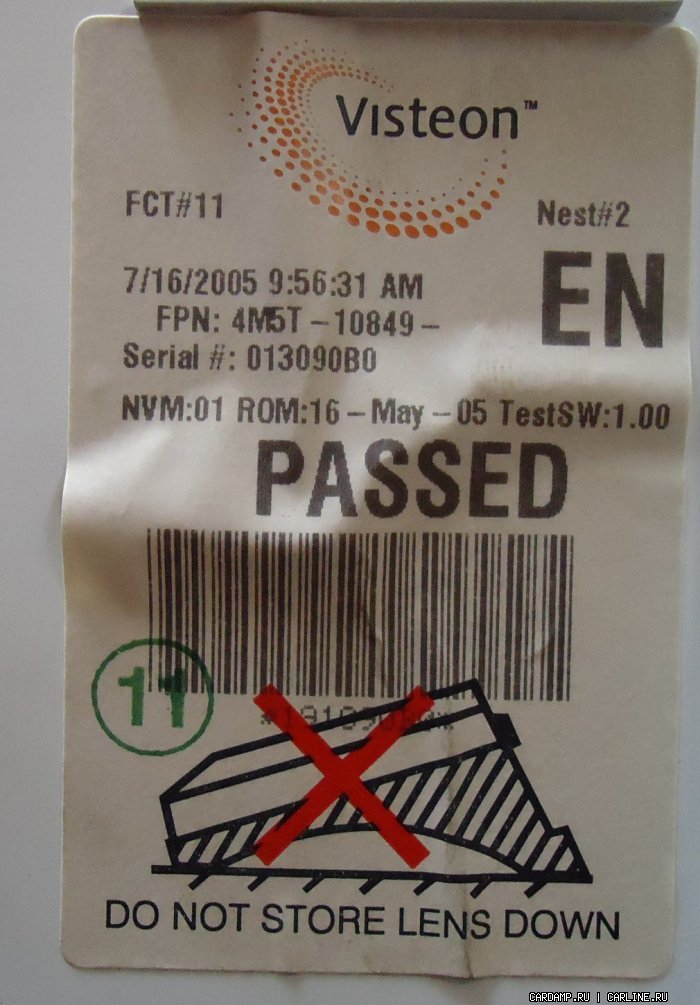 Visteon™
FCT#11
Nest#2
7/16/2005 9:56:31 AM
EN
FPN: 4M5T-10849-
Serial #: 013090B0
NVM:01 ROM:16-May-05 TestSW:1.00
PASSED
11
DO NOT STORE LENS DOWN
CARDAMP.RU | CARLINE.RU